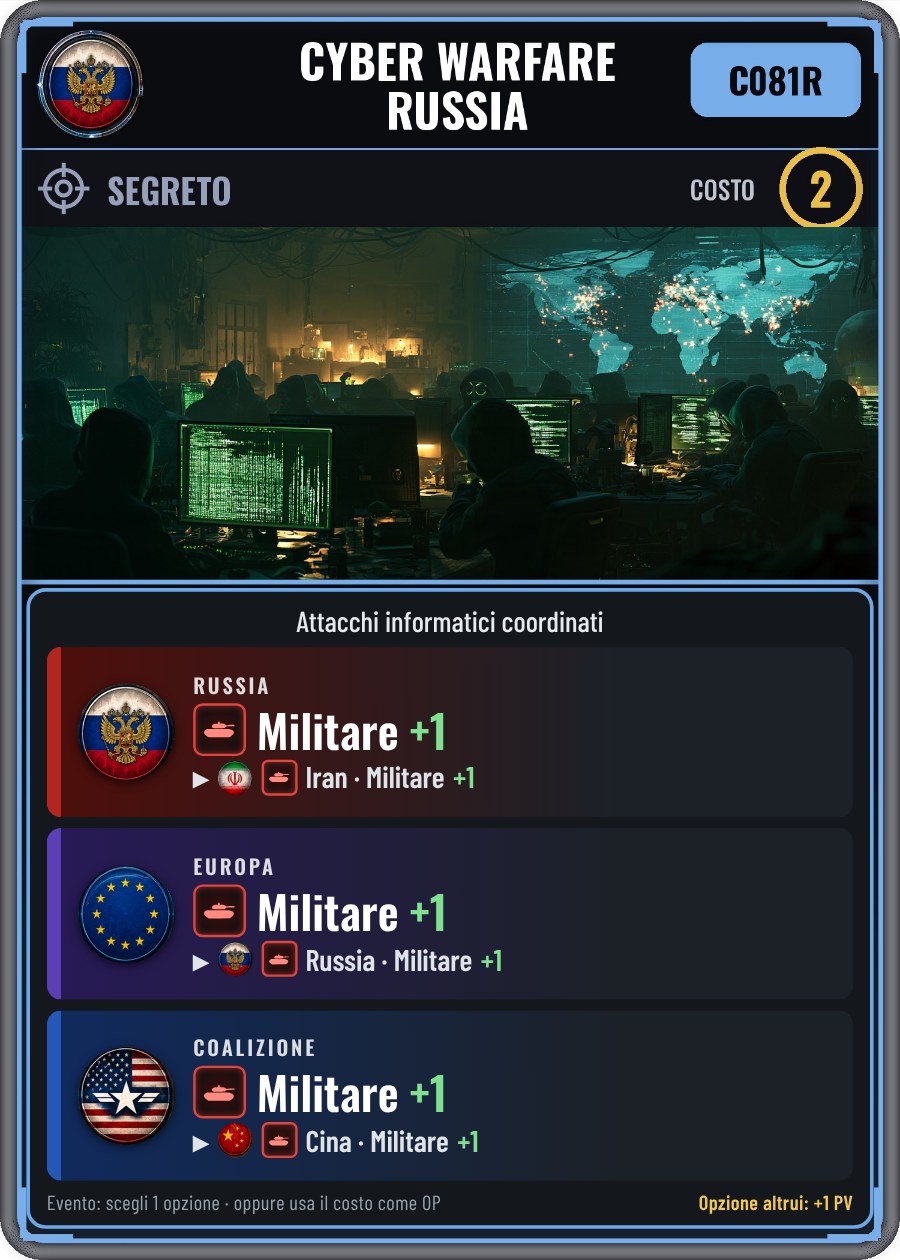 CYBER WARFARE
RUSSIA
C081R
SEGRETO
COSTO
2
Attacchi informatici coordinati
RUSSIA
Militare +1
▶ Iran · Militare +1
EUROPA
Militare +1
▶ Russia · Militare +1
COALIZIONE
Militare +1
▶ Cina · Militare +1
Evento: scegli 1 opzione · oppure usa il costo come OP
Opzione altrui: +1 PV